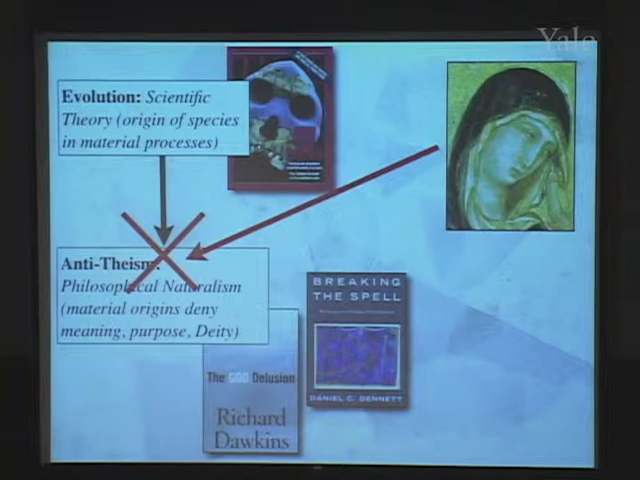 Yale
Evolution: Scientific
Theory (origin of species
in material processes)
Anti-Theism:
Philosophical Naturalism
(material origins deny
meaning, purpose, Deity)
BREAKING
THE SPELL
DANIEL C. DENNETT
The GOD Delusion
Richard
Dawkins